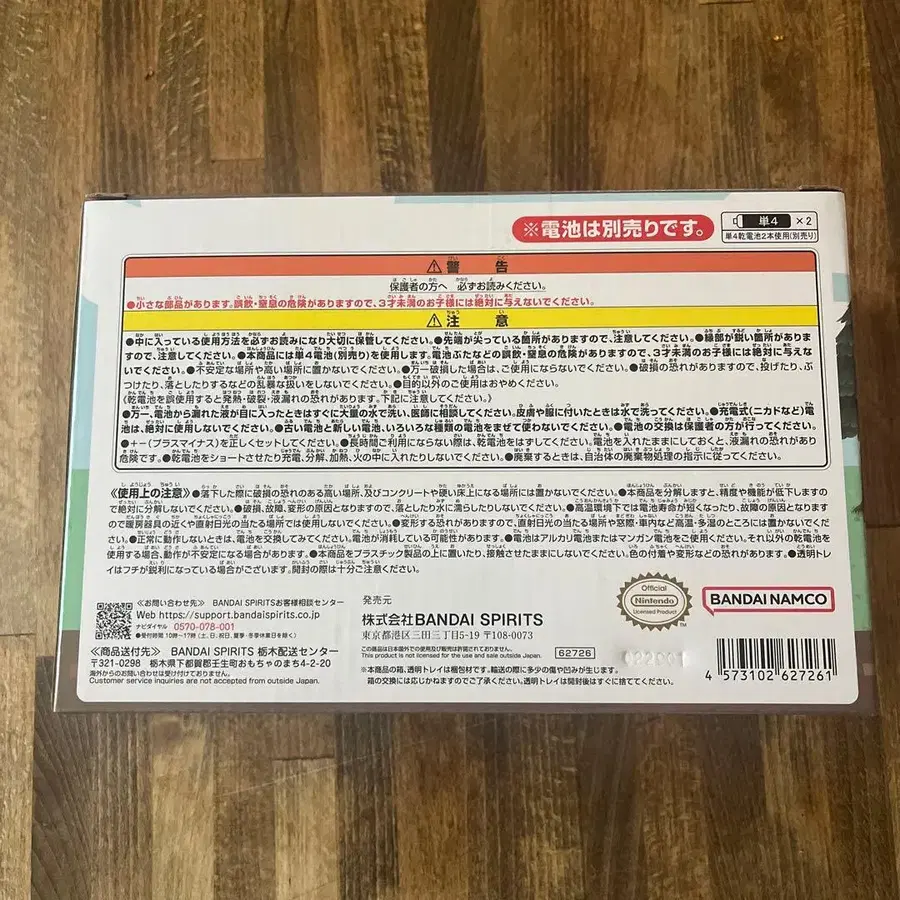 ※電池は別売りです。
単4 ×2
単4乾電池2本使用(別売り)
⚠警告
保護者の方へ 必ずお読みください。
●小さな部品があります。誤飲・窒息の危険がありますので、3才未満のお子様には絶対に与えないでください。
⚠注意
●中に入っている使用方法を必ずお読みになり大切に保管してください。●先端が尖っている箇所がありますので、注意してください。●縁部が鋭い箇所があります
ので、注意してください。●本商品には単4電池(別売り)を使用します。電池ぶたなどの誤飲・窒息の危険がありますので、3才未満のお子様には絶対に与えな
いでください。●不安定な場所や高い場所に置かないでください。●万一破損した場合は、ご使用にならないでください。●破損の恐れがありますので、投げたり、ぶ
つけたり、落としたりするなどの乱暴な扱いをしないでください。●目的以外のご使用はおやめください。
《乾電池を誤使用すると発熱・破裂・液漏れの恐れがあります。下記に注意してください。》
●万一、電池から漏れた液が目に入ったときはすぐに大量の水で洗い、医師に相談してください。皮膚や服に付いたときは水で洗ってください。●充電式(ニカドなど)電
池は、絶対に使用しないでください。●古い電池と新しい電池、いろいろな種類の電池をまぜて使わないでください。●電池の交換は保護者の方が行ってください。
●+−(プラスマイナス)を正しくセットしてください。●長時間ご利用にならない際は、乾電池をはずしてください。電池を入れたままにしておくと、液漏れの恐れがあり
危険です。●乾電池をショートさせたり充電、分解、加熱、火の中に入れたりしないでください。●廃棄するときは、自治体の廃棄物処理の指示に従ってください。
《使用上の注意》●落下した際に破損の恐れのある高い場所、及びコンクリートや硬い床上になる場所には置かないでください。●本商品を分解しますと、精度や機能が低下します
ので絶対に分解しないでください。●破損、故障、変形の原因となりますので、落としたり水に濡らしたりしないでください。●高温環境下では電池寿命が短くなったり、故障の原因となります
ので暖房器具の近くや直射日光の当たる場所では使用しないでください。●変形する恐れがありますので、直射日光の当たる場所や窓際・車内など高温・多湿のところには置かないでくださ
い。●正常に動作しないときは、電池を交換してみてください。電池が消耗している可能性があります。●電池はアルカリ電池またはマンガン電池をご使用ください。それ以外の乾電池を
使用する場合、動作が不安定になる場合があります。●本商品をプラスチック製品の上に置いたり、接触させたままにしないでください。色の付着や変形などの恐れがあります。●透明トレ
イはフチが鋭利になっている場合がございます。開封の際は十分ご注意ください。
《お問い合わせ先》 BANDAI SPIRITSお客様相談センター
Web https://support.bandaispirits.co.jp
ナビダイヤル 0570-078-001
●受付時間 10時〜17時(土、日、祝日、夏季・冬季休業日を除く)
《商品送付先》 BANDAI SPIRITS 栃木配送センター
〒321-0298 栃木県下都賀郡壬生町おもちゃのまち4-2-20
海外からのお問い合わせは受け付けておりません。
Customer service inquiries are not accepted from outside Japan.
発売元
株式会社BANDAI SPIRITS
東京都港区三田三丁目5-19 〒108-0073
この商品は日本国外での使用及び販売は許諾されておりません。
This product is not licensed for use and sale outside Japan.
62726
※本商品の箱、透明トレイは梱包材です。輸送の際に多少の傷や凹みが生じます。
箱の交換には応じかねますのでご了承ください。透明トレイは開封後はすぐに捨ててください。
Official
Nintendo
Licensed Product
BANDAI NAMCO
4 573102 627261